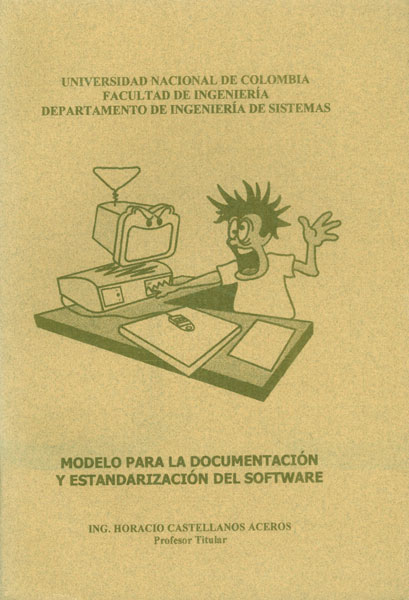 UNIVERSIDAD NACIONAL DE COLOMBIA
FACULTAD DE INGENIERÍA
DEPARTAMENTO DE INGENIERÍA DE SISTEMAS
MODELO PARA LA DOCUMENTACIÓN
Y ESTANDARIZACIÓN DEL SOFTWARE
ING. HORACIO CASTELLANOS ACEROS
Profesor Titular